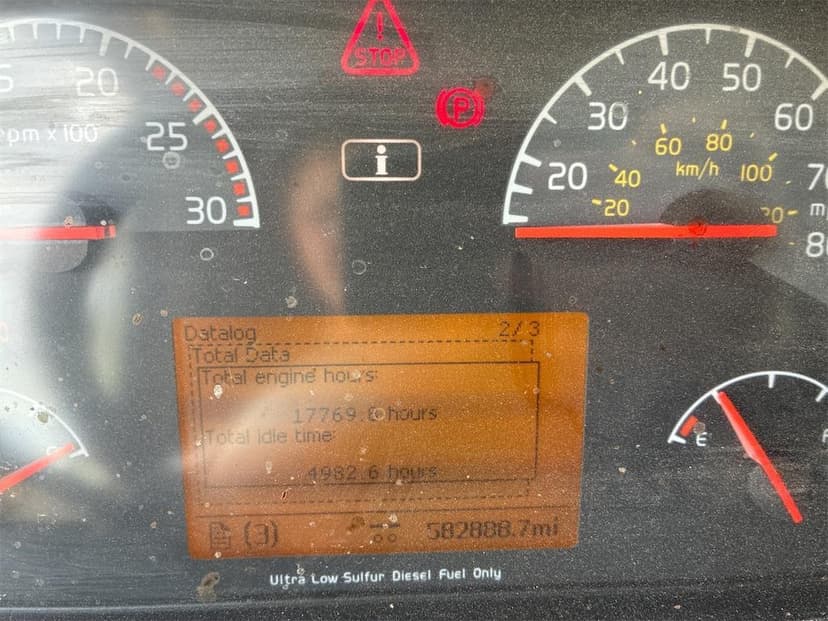 STOP
P
i
20
25
30
rpm x100
20
30
40
50
60
80
20
40
60
80
100
km/h
E
Datalog 2/3
Total Data
Total engine hours:
hours
Total idle time:
4982.6 hours
(3) 582888.7mi
Ultra Low Sulfur Diesel Fuel Only